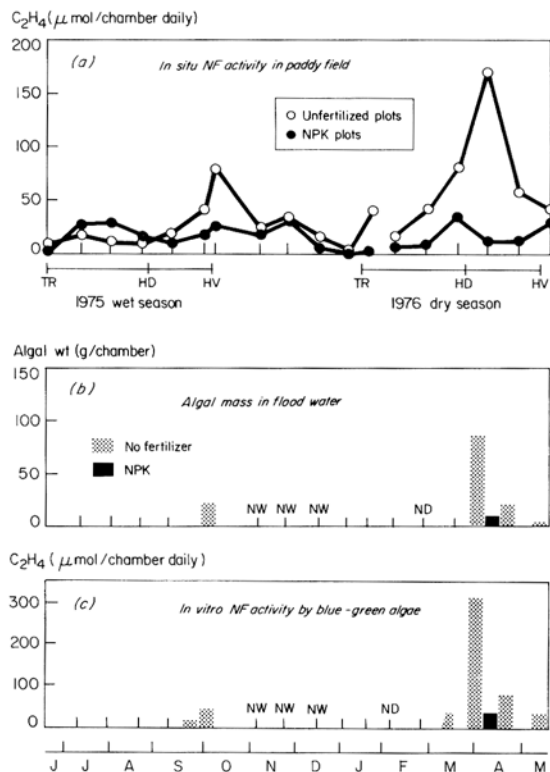 C₂H₄ (μ mol/chamber daily)
200
(a)
In situ NF activity in paddy field
150
Unfertilized plots
NPK plots
100
50
0
TR HD HV TR HD HV
1975 wet season 1976 dry season
Algal wt (g/chamber)
150
(b)
Algal mass in flood water
100
No fertilizer
NPK
50
NW NW NW ND
0
C₂H₄ (μ mol/chamber daily)
(c)
In vitro NF activity by blue-green algae
300
200
100
NW NW NW ND
0
J J A S O N D J F M A M